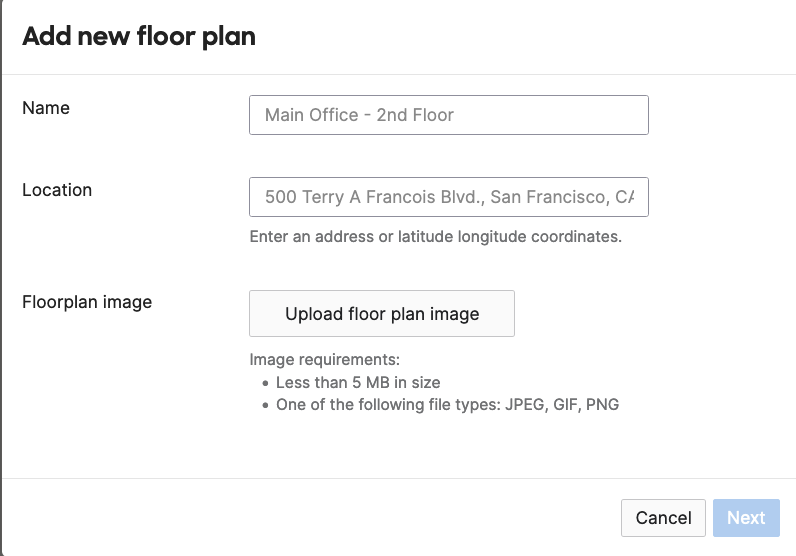 Add new floor plan
Name
Main Office - 2nd Floor
Location
500 Terry A Francois Blvd., San Francisco, CA
Enter an address or latitude longitude coordinates.
Floorplan image
Upload floor plan image
Image requirements:
• Less than 5 MB in size
• One of the following file types: JPEG, GIF, PNG
Cancel
Next